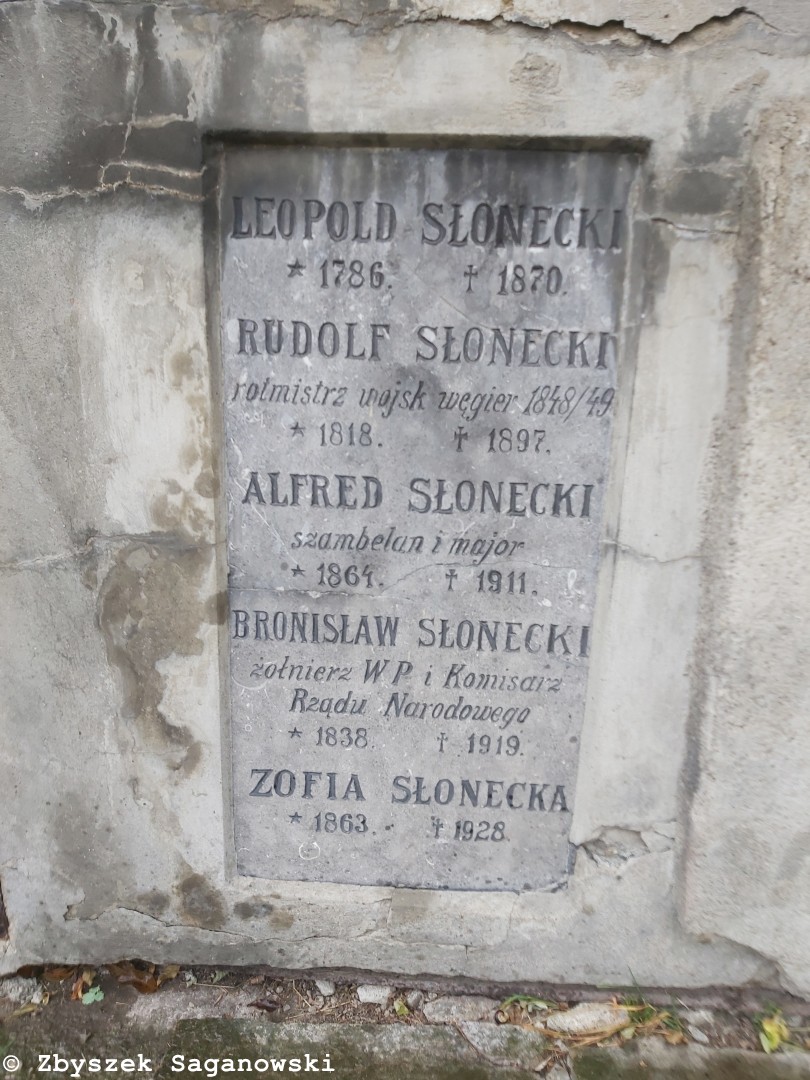 LEOPOLD SŁONECKI
* 1786. † 1870.
RUDOLF SŁONECKI
rotmistrz wojsk węgier 1848/49
* 1818. † 1897.
ALFRED SŁONECKI
szambelan i major
* 1864. † 1911.
BRONISŁAW SŁONECKI
żołnierz W P. i Komisarz
Rządu Narodowego
* 1838. † 1919.
ZOFIA SŁONECKA
* 1863. † 1928.
© Zbyszek Saganowski